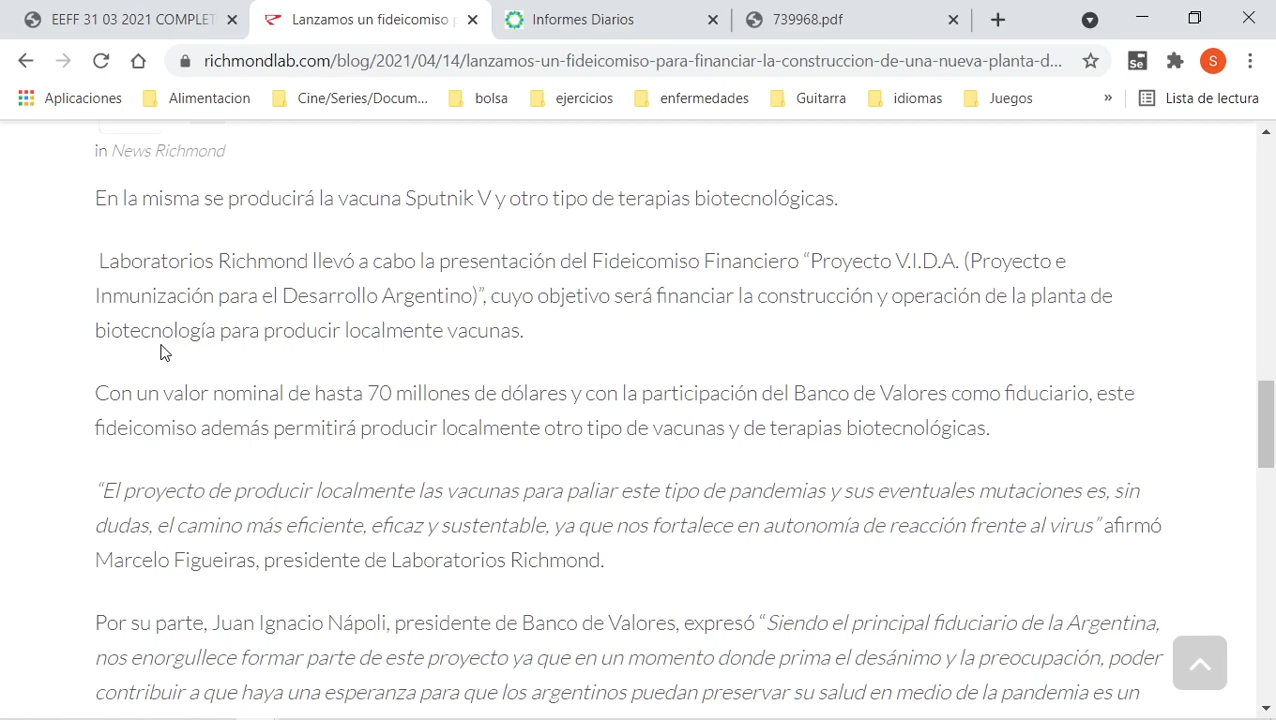 EEFF 31 03 2021 COMPLET
Lanzamos un fideicomiso p
Informes Diarios
739968.pdf
richmondlab.com/blog/2021/04/14/lanzamos-un-fideicomiso-para-financiar-la-construccion-de-una-nueva-planta-d...
Se
S
Aplicaciones
Alimentacion
Cine/Series/Docum...
bolsa
ejercicios
enfermedades
Guitarra
idiomas
Juegos
»
Lista de lectura
in News Richmond
En la misma se producirá la vacuna Sputnik V y otro tipo de terapias biotecnológicas.
Laboratorios Richmond llevó a cabo la presentación del Fideicomiso Financiero “Proyecto V.I.D.A. (Proyecto e
Inmunización para el Desarrollo Argentino)”, cuyo objetivo será financiar la construcción y operación de la planta de
biotecnología para producir localmente vacunas.
Con un valor nominal de hasta 70 millones de dólares y con la participación del Banco de Valores como fiduciario, este
fideicomiso además permitirá producir localmente otro tipo de vacunas y de terapias biotecnológicas.
“El proyecto de producir localmente las vacunas para paliar este tipo de pandemias y sus eventuales mutaciones es, sin
dudas, el camino más eficiente, eficaz y sustentable, ya que nos fortalece en autonomía de reacción frente al virus” afirmó
Marcelo Figueiras, presidente de Laboratorios Richmond.
Por su parte, Juan Ignacio Nápoli, presidente de Banco de Valores, expresó “Siendo el principal fiduciario de la Argentina,
nos enorgullece formar parte de este proyecto ya que en un momento donde prima el desánimo y la preocupación, poder
contribuir a que haya una esperanza para que los argentinos puedan preservar su salud en medio de la pandemia es un